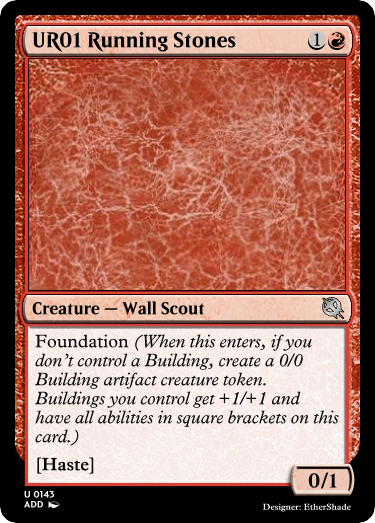 UR01 Running Stones 1
Creature — Wall Scout
Foundation (When this enters, if you
don't control a Building, create a 0/0
Building artifact creature token.
Buildings you control get +1/+1 and
have all abilities in square brackets on this
card.)
[Haste]
0/1
U 0143
ADD
Designer: EtherShade